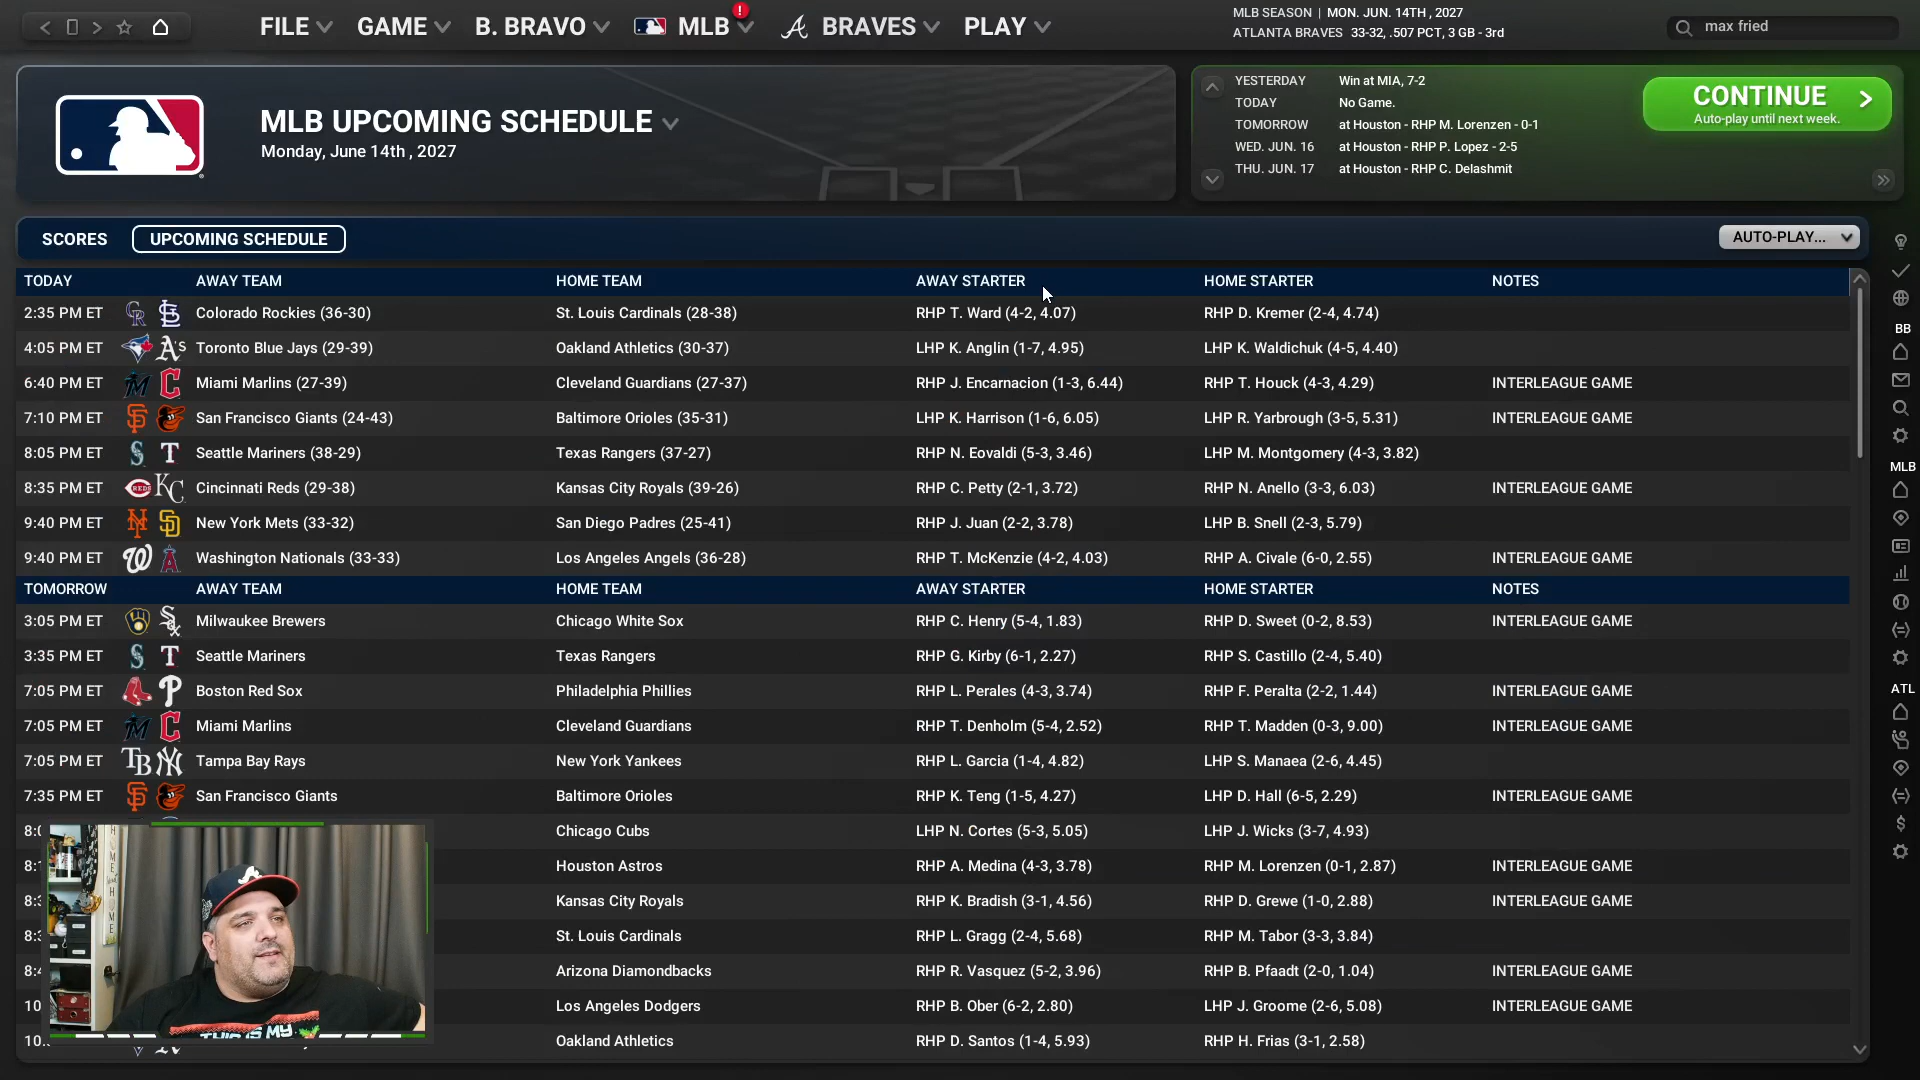 FILE GAME B. BRAVO MLB ! BRAVES PLAY
MLB SEASON | MON. JUN. 14TH , 2027
ATLANTA BRAVES 33-32, .507 PCT, 3 GB - 3rd
max fried
MLB UPCOMING SCHEDULE
Monday, June 14th , 2027
YESTERDAY Win at MIA, 7-2
TODAY No Game.
TOMORROW at Houston - RHP M. Lorenzen - 0-1
WED. JUN. 16 at Houston - RHP P. Lopez - 2-5
THU. JUN. 17 at Houston - RHP C. Delashmit
CONTINUE
Auto-play until next week.
SCORES UPCOMING SCHEDULE AUTO-PLAY...
TODAY AWAY TEAM HOME TEAM AWAY STARTER HOME STARTER NOTES
2:35 PM ET Colorado Rockies (36-30) St. Louis Cardinals (28-38) RHP T. Ward (4-2, 4.07) RHP D. Kremer (2-4, 4.74)
4:05 PM ET Toronto Blue Jays (29-39) Oakland Athletics (30-37) LHP K. Anglin (1-7, 4.95) LHP K. Waldichuk (4-5, 4.40)
6:40 PM ET Miami Marlins (27-39) Cleveland Guardians (27-37) RHP J. Encarnacion (1-3, 6.44) RHP T. Houck (4-3, 4.29) INTERLEAGUE GAME
7:10 PM ET San Francisco Giants (24-43) Baltimore Orioles (35-31) LHP K. Harrison (1-6, 6.05) LHP R. Yarbrough (3-5, 5.31) INTERLEAGUE GAME
8:05 PM ET Seattle Mariners (38-29) Texas Rangers (37-27) RHP N. Eovaldi (5-3, 3.46) LHP M. Montgomery (4-3, 3.82)
8:35 PM ET Cincinnati Reds (29-38) Kansas City Royals (39-26) RHP C. Petty (2-1, 3.72) RHP N. Anello (3-3, 6.03) INTERLEAGUE GAME
9:40 PM ET New York Mets (33-32) San Diego Padres (25-41) RHP J. Juan (2-2, 3.78) LHP B. Snell (2-3, 5.79)
9:40 PM ET Washington Nationals (33-33) Los Angeles Angels (36-28) RHP T. McKenzie (4-2, 4.03) RHP A. Civale (6-0, 2.55) INTERLEAGUE GAME
TOMORROW AWAY TEAM HOME TEAM AWAY STARTER HOME STARTER NOTES
3:05 PM ET Milwaukee Brewers Chicago White Sox RHP C. Henry (5-4, 1.83) RHP D. Sweet (0-2, 8.53) INTERLEAGUE GAME
3:35 PM ET Seattle Mariners Texas Rangers RHP G. Kirby (6-1, 2.27) RHP S. Castillo (2-4, 5.40)
7:05 PM ET Boston Red Sox Philadelphia Phillies RHP L. Perales (4-3, 3.74) RHP F. Peralta (2-2, 1.44) INTERLEAGUE GAME
7:05 PM ET Miami Marlins Cleveland Guardians RHP T. Denholm (5-4, 2.52) RHP T. Madden (0-3, 9.00) INTERLEAGUE GAME
7:05 PM ET Tampa Bay Rays New York Yankees RHP L. Garcia (1-4, 4.82) LHP S. Manaea (2-6, 4.45)
7:35 PM ET San Francisco Giants Baltimore Orioles RHP K. Teng (1-5, 4.27) LHP D. Hall (6-5, 2.29) INTERLEAGUE GAME
Chicago Cubs LHP N. Cortes (5-3, 5.05) LHP J. Wicks (3-7, 4.93)
Houston Astros RHP A. Medina (4-3, 3.78) RHP M. Lorenzen (0-1, 2.87) INTERLEAGUE GAME
Kansas City Royals RHP K. Bradish (3-1, 4.56) RHP D. Grewe (1-0, 2.88) INTERLEAGUE GAME
St. Louis Cardinals RHP L. Gragg (2-4, 5.68) RHP M. Tabor (3-3, 3.84)
Arizona Diamondbacks RHP R. Vasquez (5-2, 3.96) RHP B. Pfaadt (2-0, 1.04) INTERLEAGUE GAME
Los Angeles Dodgers RHP B. Ober (6-2, 2.80) LHP J. Groome (2-6, 5.08) INTERLEAGUE GAME
Oakland Athletics RHP D. Santos (1-4, 5.93) RHP H. Frias (3-1, 2.58)
BB
MLB
ATL
THIS IS MY